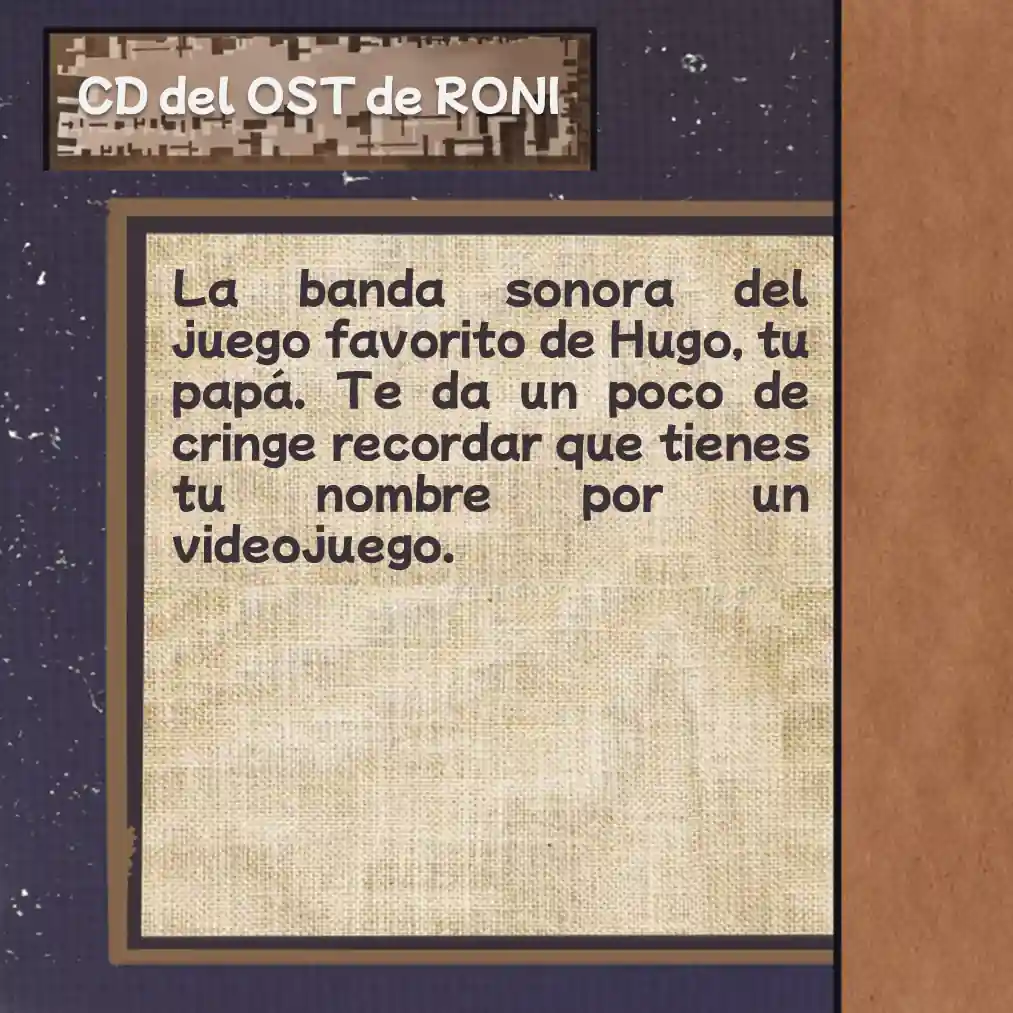 CD del OST de RONI
La banda sonora del
juego favorito de Hugo, tu
papá. Te da un poco de
cringe recordar que tienes
tu nombre por un
videojuego.